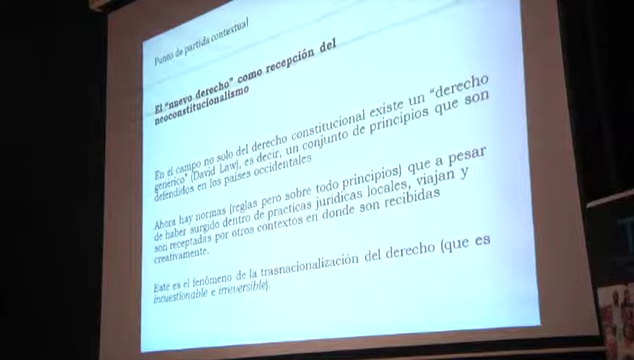 Punto de partida contextual
El "nuevo derecho" como recepción del
neoconstitucionalismo
En el campo no solo del derecho constitucional existe un "derecho
genérico" (David Law), es decir, un conjunto de principios que son
defendidos en los países occidentales
Ahora hay normas (reglas pero sobre todo principios) que a pesar
de haber surgido dentro de practicas jurídicas locales, viajan y
son receptadas por otros contextos en donde son recibidas
creativamente.
Este es el fenómeno de la trasnacionalización del derecho (que es
incuestionable e irreversible).